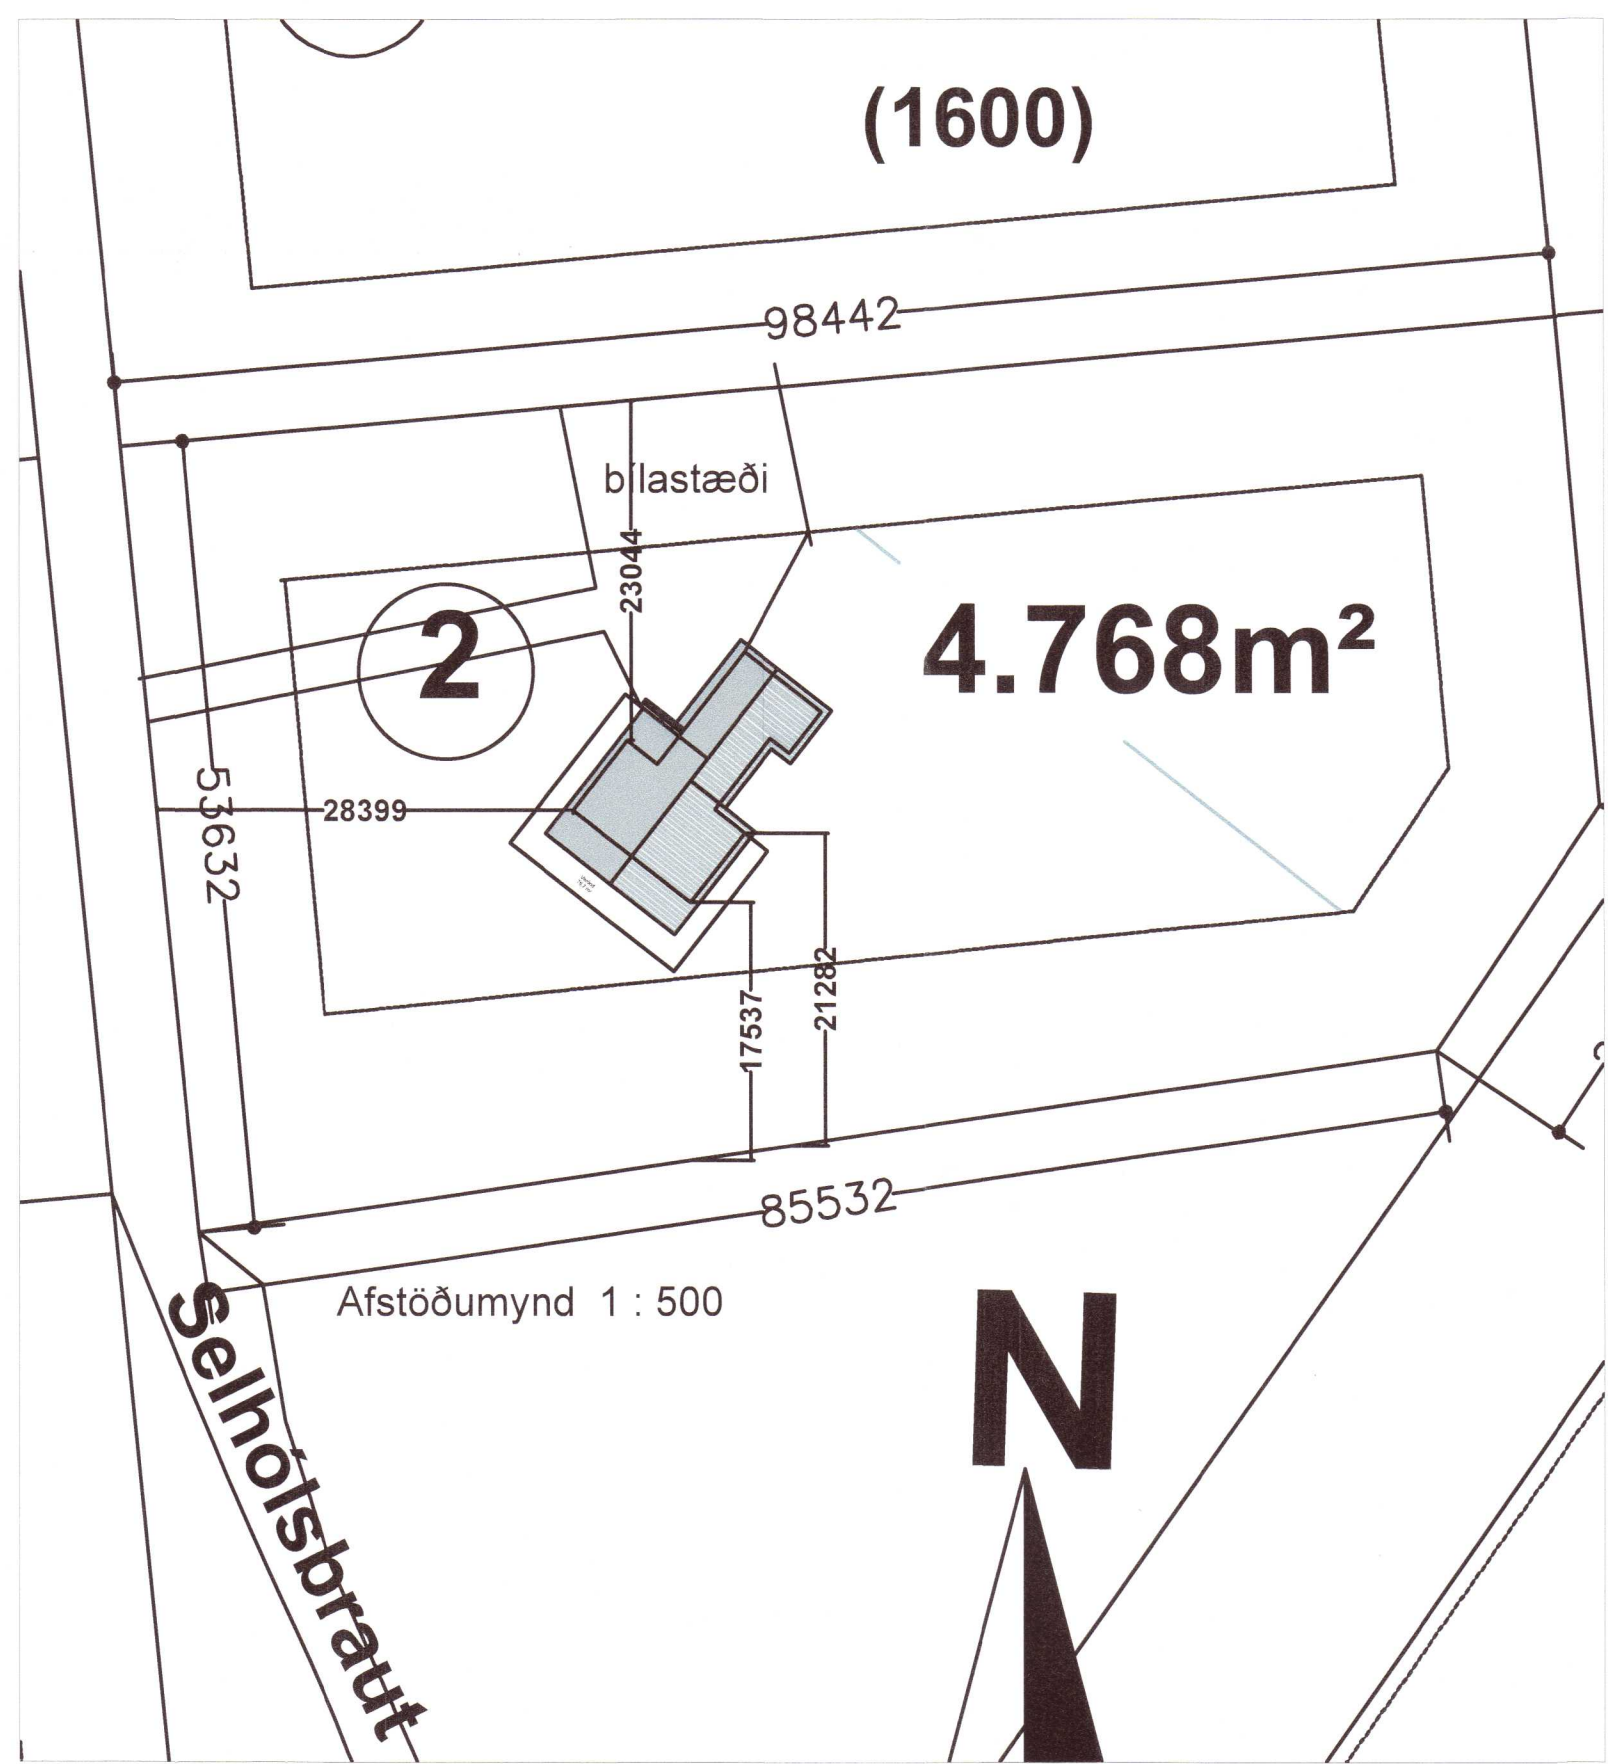 (1600)
98442
bílastæði
23044
2
4.768m²
28399
53632
21282
17537
85532
Afstöðumynd 1 : 500
N
Selhólsbraut